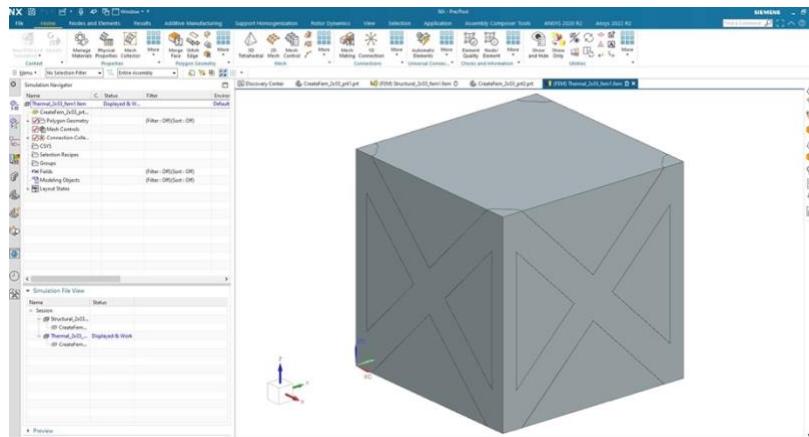 NX Window NX - Pre/Post SIEMENS
File Home Nodes and Elements Results Additive Manufacturing Support Homogenization Rotor Dynamics View Selection Application Assembly Composer Tools ANSYS 2020 R2 Ansys 2022 R2
Manage Materials Physical Properties Mesh Collector More Merge Face Stitch Edge More 3D Tetrahedral 2D Mesh Mesh Control More Mesh Mating 1D Connection More Automatic Elements More Element Quality Node/Element More Show and Hide Show Only More
Context Properties Polygon Geometry Mesh Connections Universal Connec... Checks and Information Utilities
Menu No Selection Filter Entire Assembly
Simulation Navigator
Discovery Center CreateFem_2x03_prt1.prt (FEM) Structural_2x03_fem1.fem CreateFem_2x03_prt2.prt (FEM) Thermal_2x03_fem1.fem
Name C. Status Filter Environ
Thermal_2x03_fem1.fem Displayed & W... Default
CreateFem_2x03_prt...
Polygon Geometry (Filter : Off)(Sort : Off)
Mesh Controls
Connection Colle...
CSYS
Selection Recipes
Groups
Fields (Filter : Off)(Sort : Off)
Modeling Objects (Filter : Off)(Sort : Off)
Layout States
Simulation File View
Name Status
Session
Structural_2x03...
CreateFem...
Thermal_2x03_... Displayed & Work
CreateFem...
Preview